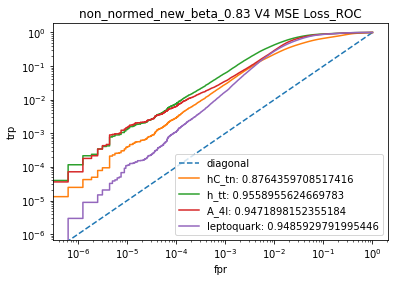 non_normed_new_beta_0.83 V4 MSE Loss_ROC
10⁰
10⁻¹
10⁻²
10⁻³
10⁻⁴
10⁻⁵
10⁻⁶
trp
diagonal
hC_tn: 0.8764359708517416
h_tt: 0.9558955624669783
A_4l: 0.9471898152355184
leptoquark: 0.9485929791995446
10⁻⁶ 10⁻⁵ 10⁻⁴ 10⁻³ 10⁻² 10⁻¹ 10⁰
fpr